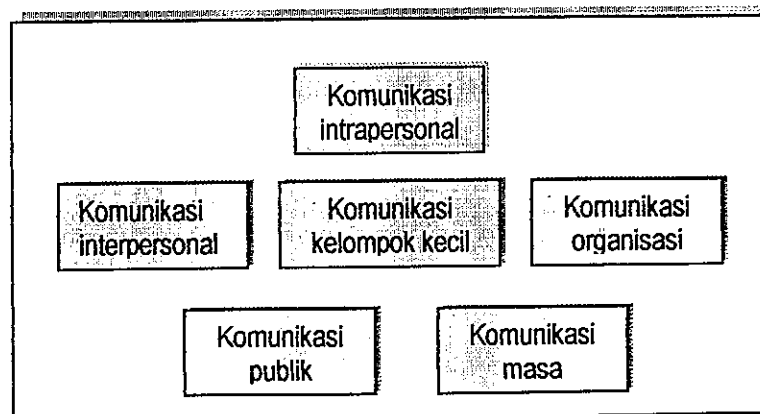 Komunikasi
intrapersonal
Komunikasi
interpersonal
Komunikasi
kelompok kecil
Komunikasi
organisasi
Komunikasi
publik
Komunikasi
masa